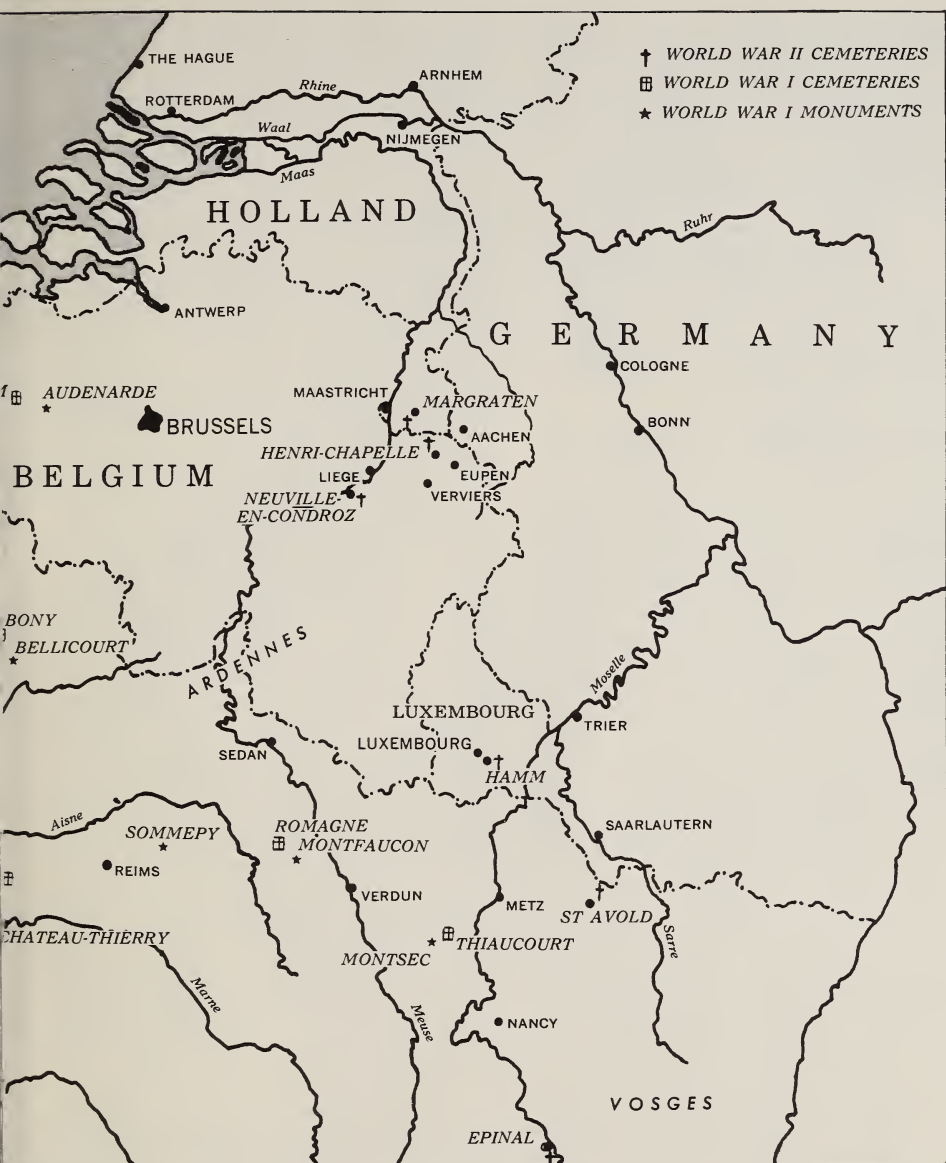 † WORLD WAR II CEMETERIES
WORLD WAR I CEMETERIES
★ WORLD WAR I MONUMENTS
THE HAGUE
ARNHEM
Rhine
ROTTERDAM
Waal
NIJMEGEN
Maas
HOLLAND
Ruhr
ANTWERP
GERMANY
COLOGNE
AUDENARDE
MAASTRICHT
MARGRATEN
BRUSSELS
BONN
AACHEN
HENRI-CHAPELLE
BELGIUM
LIEGE
EUPEN
NEUVILLE-
EN-CONDROZ
VERVIERS
BONY
BELLICOURT
ARDENNES
Moselle
LUXEMBOURG
TRIER
LUXEMBOURG
SEDAN
HAMM
Aisne
SOMMEPY
ROMAGNE
MONTFAUCON
SAARLAUTERN
REIMS
VERDUN
METZ
ST AVOLD
CHATEAU-THIERRY
THIAUCOURT
MONTSEC
Sarre
Marne
Meuse
NANCY
VOSGES
EPINAL